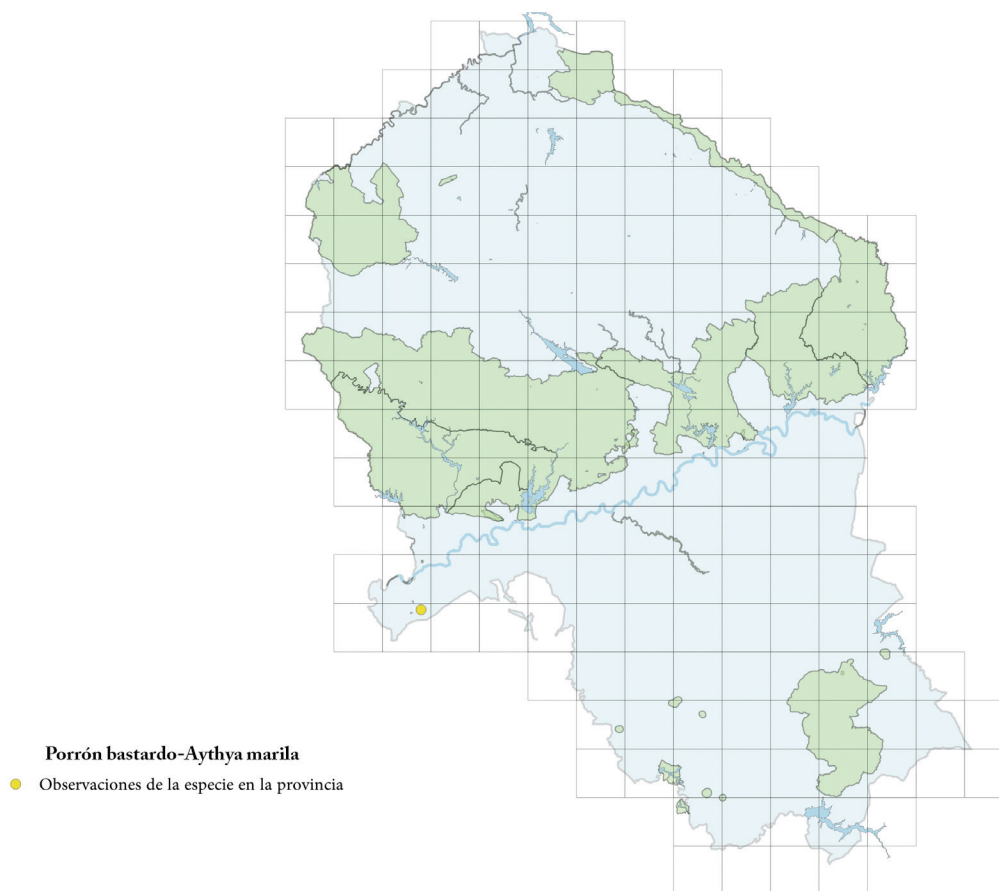 Porrón bastardo-Aythya marila
Observaciones de la especie en la provincia